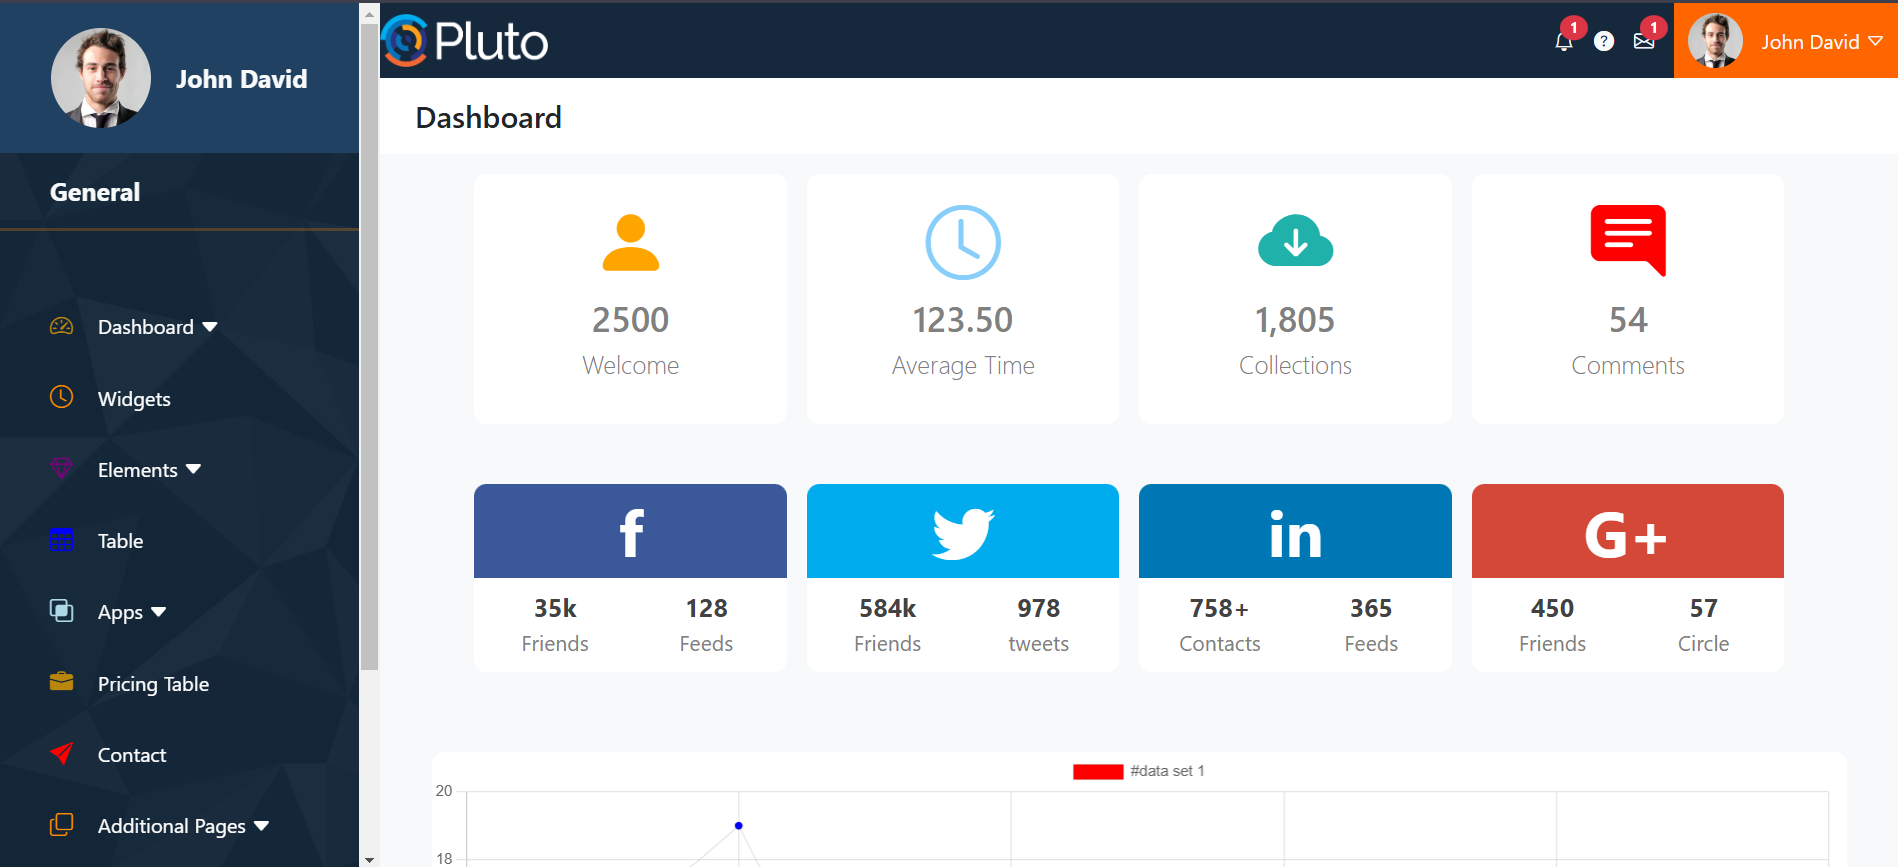 John David
General
Dashboard
Widgets
Elements
Table
Apps
Pricing Table
Contact
Additional Pages
Pluto
1
?
1
John David
Dashboard
2500
Welcome
123.50
Average Time
1,805
Collections
54
Comments
f
35k 128
Friends Feeds
584k 978
Friends tweets
in
758+ 365
Contacts Feeds
G+
450 57
Friends Circle
#data set 1
20
18